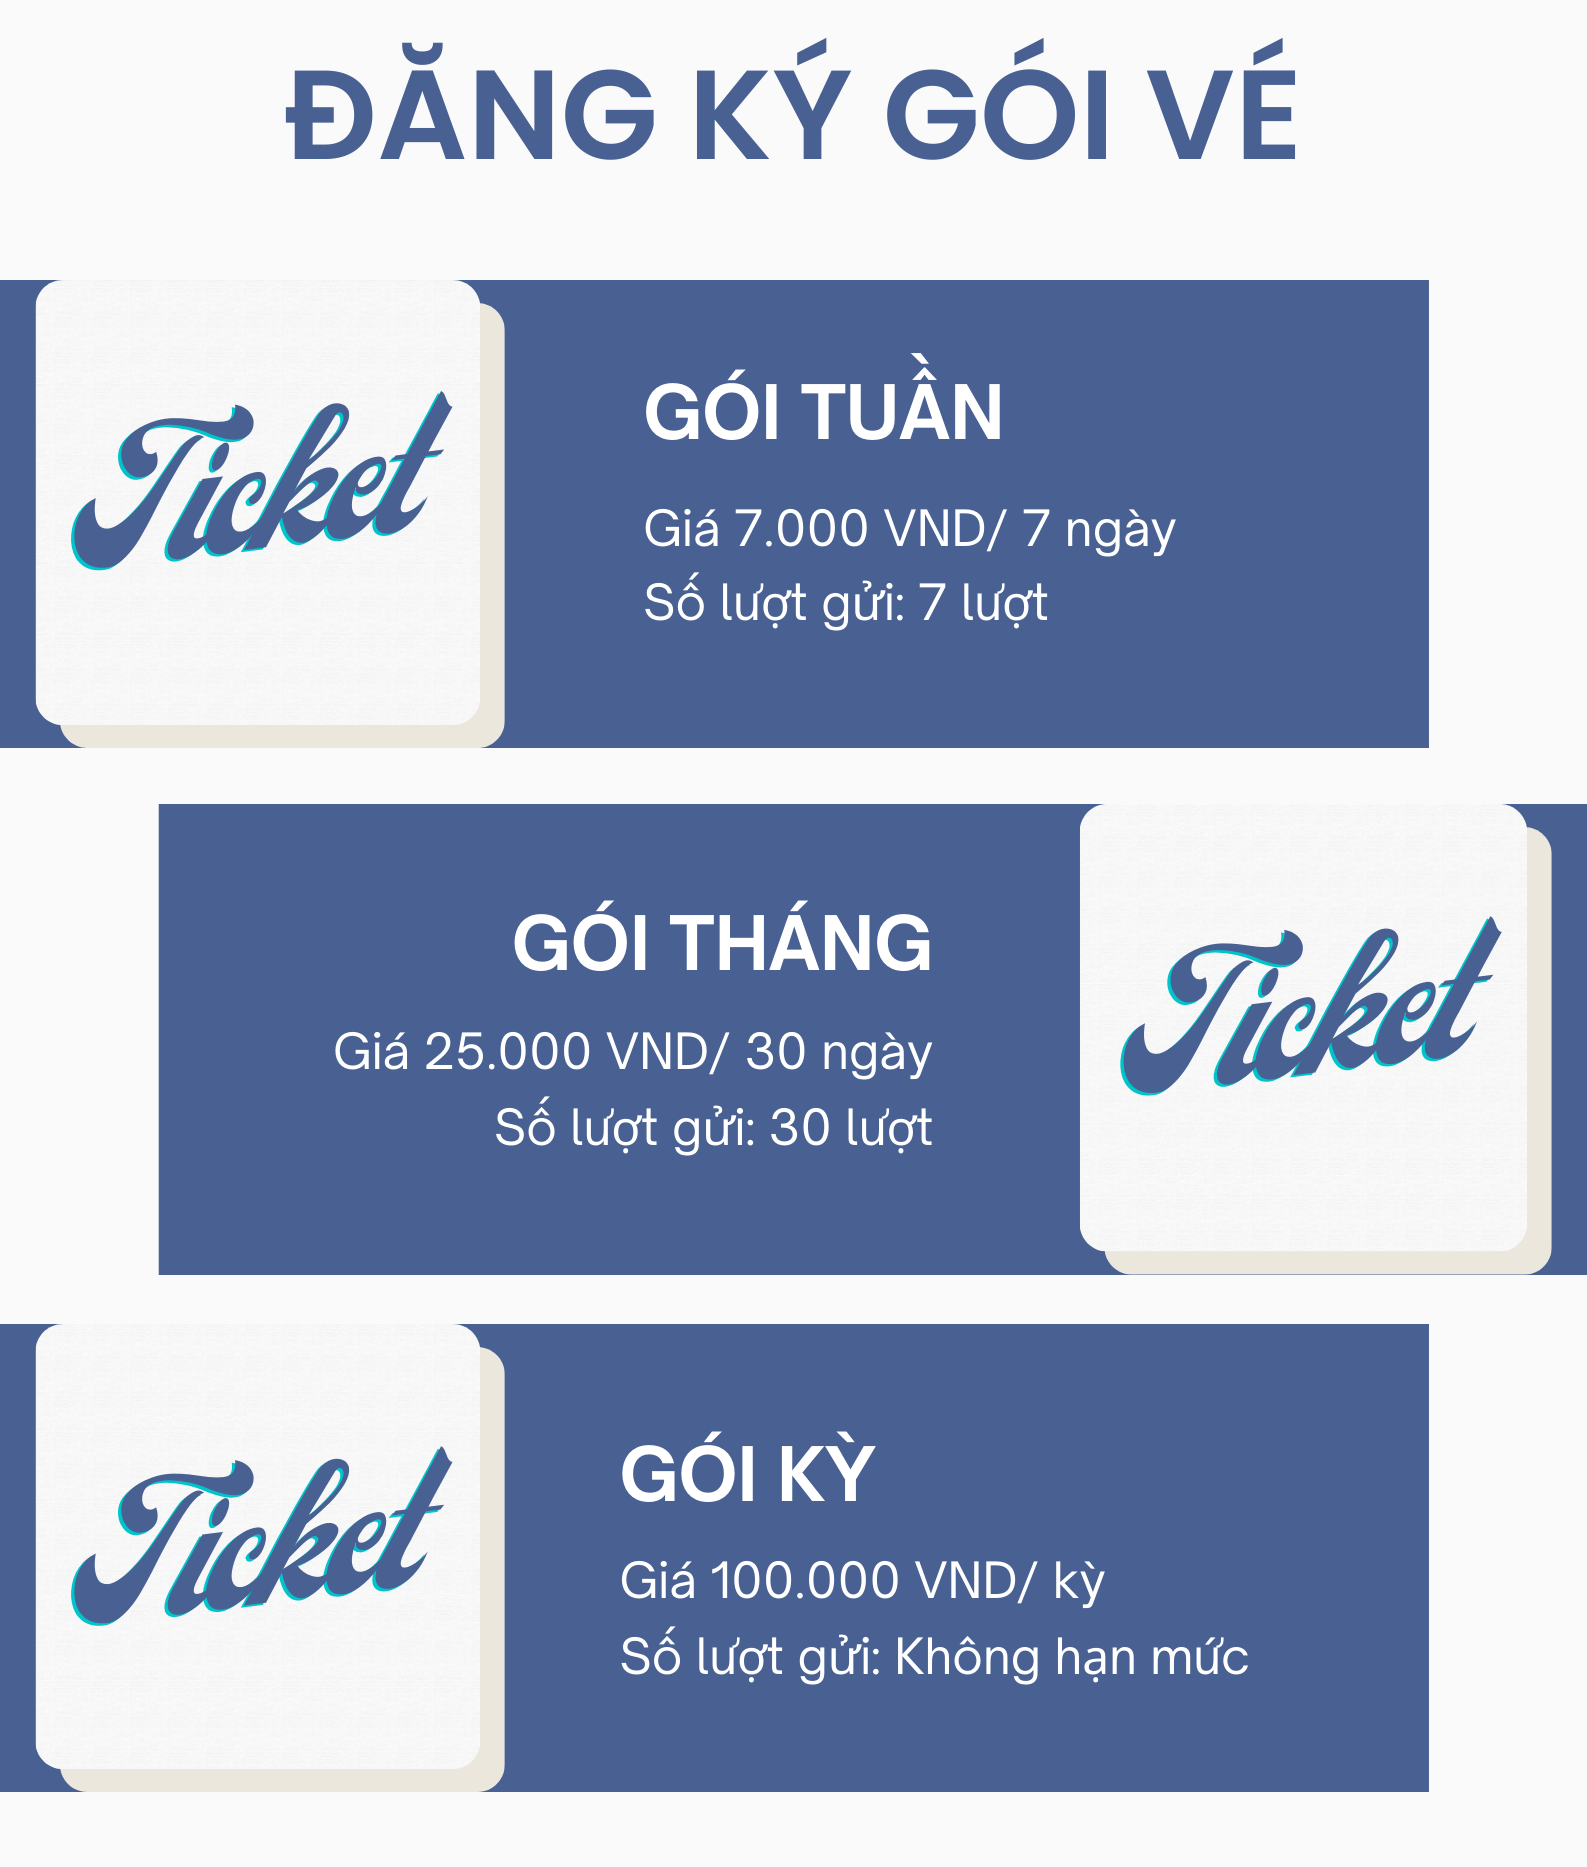 ĐĂNG KÝ GÓI VÉ
Ticket
GÓI TUẦN
Giá 7.000 VND/ 7 ngày
Số lượt gửi: 7 lượt
GÓI THÁNG
Giá 25.000 VND/ 30 ngày
Số lượt gửi: 30 lượt
Ticket
Ticket
GÓI KỲ
Giá 100.000 VND/ kỳ
Số lượt gửi: Không hạn mức